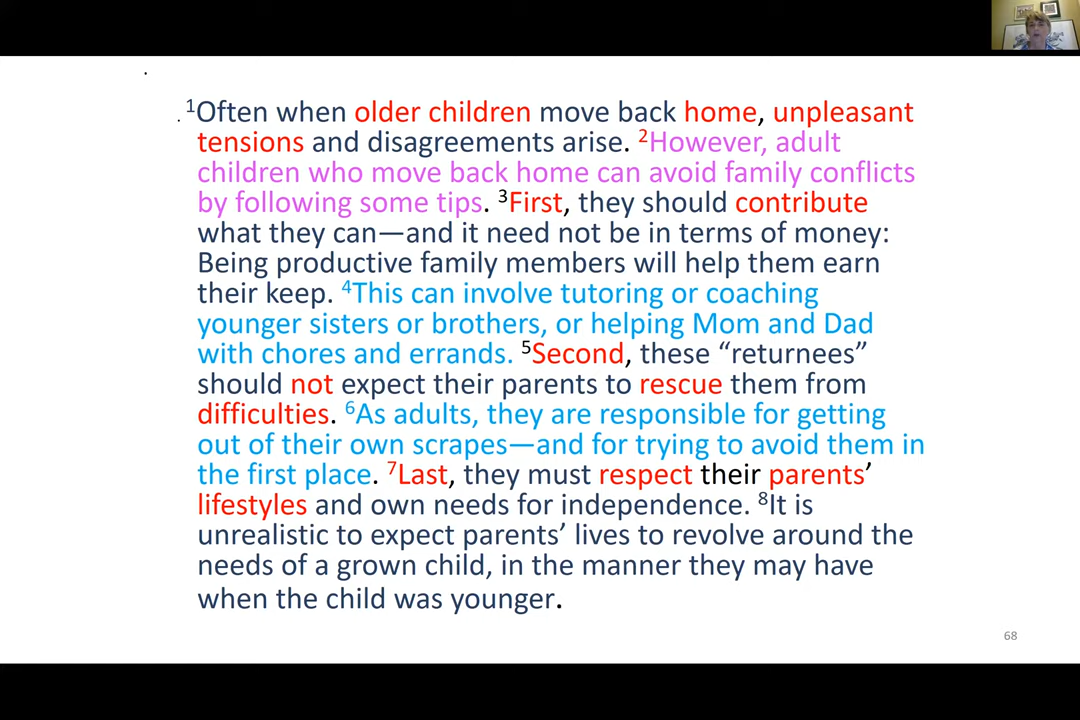 .
. 1Often when older children move back home, unpleasant
tensions and disagreements arise. 2However, adult
children who move back home can avoid family conflicts
by following some tips. 3First, they should contribute
what they can—and it need not be in terms of money:
Being productive family members will help them earn
their keep. 4This can involve tutoring or coaching
younger sisters or brothers, or helping Mom and Dad
with chores and errands. 5Second, these “returnees”
should not expect their parents to rescue them from
difficulties. 6As adults, they are responsible for getting
out of their own scrapes—and for trying to avoid them in
the first place. 7Last, they must respect their parents’
lifestyles and own needs for independence. 8It is
unrealistic to expect parents’ lives to revolve around the
needs of a grown child, in the manner they may have
when the child was younger.
68